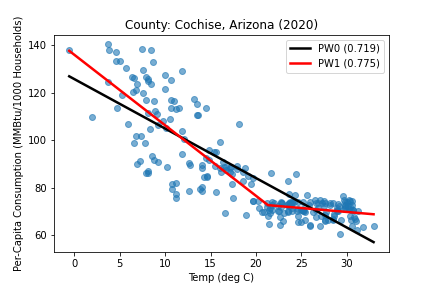 County: Cochise, Arizona (2020)
PW0 (0.719)
PW1 (0.775)
Per-Capita Consumption (MMBtu/1000 Households)
140
120
100
80
60
0 5 10 15 20 25 30
Temp (deg C)